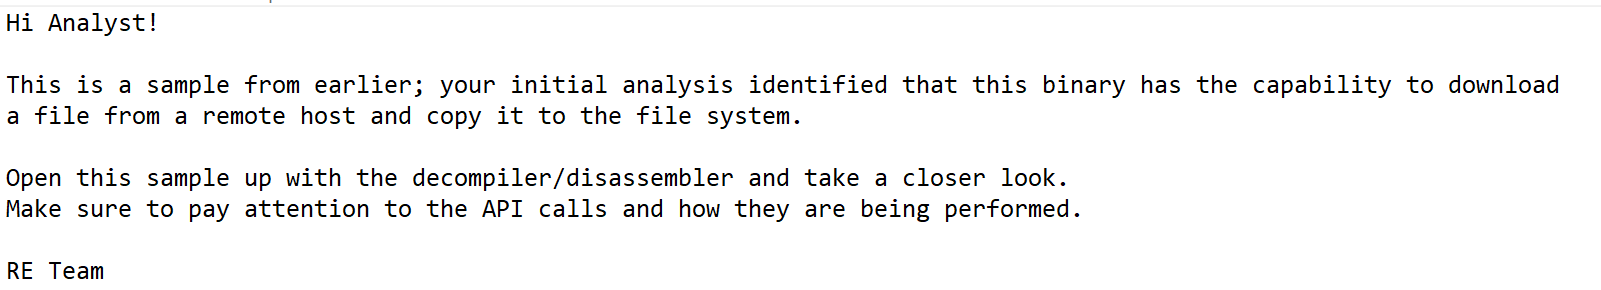 Hi Analyst!
This is a sample from earlier; your initial analysis identified that this binary has the capability to download
a file from a remote host and copy it to the file system.
Open this sample up with the decompiler/disassembler and take a closer look.
Make sure to pay attention to the API calls and how they are being performed.
RE Team